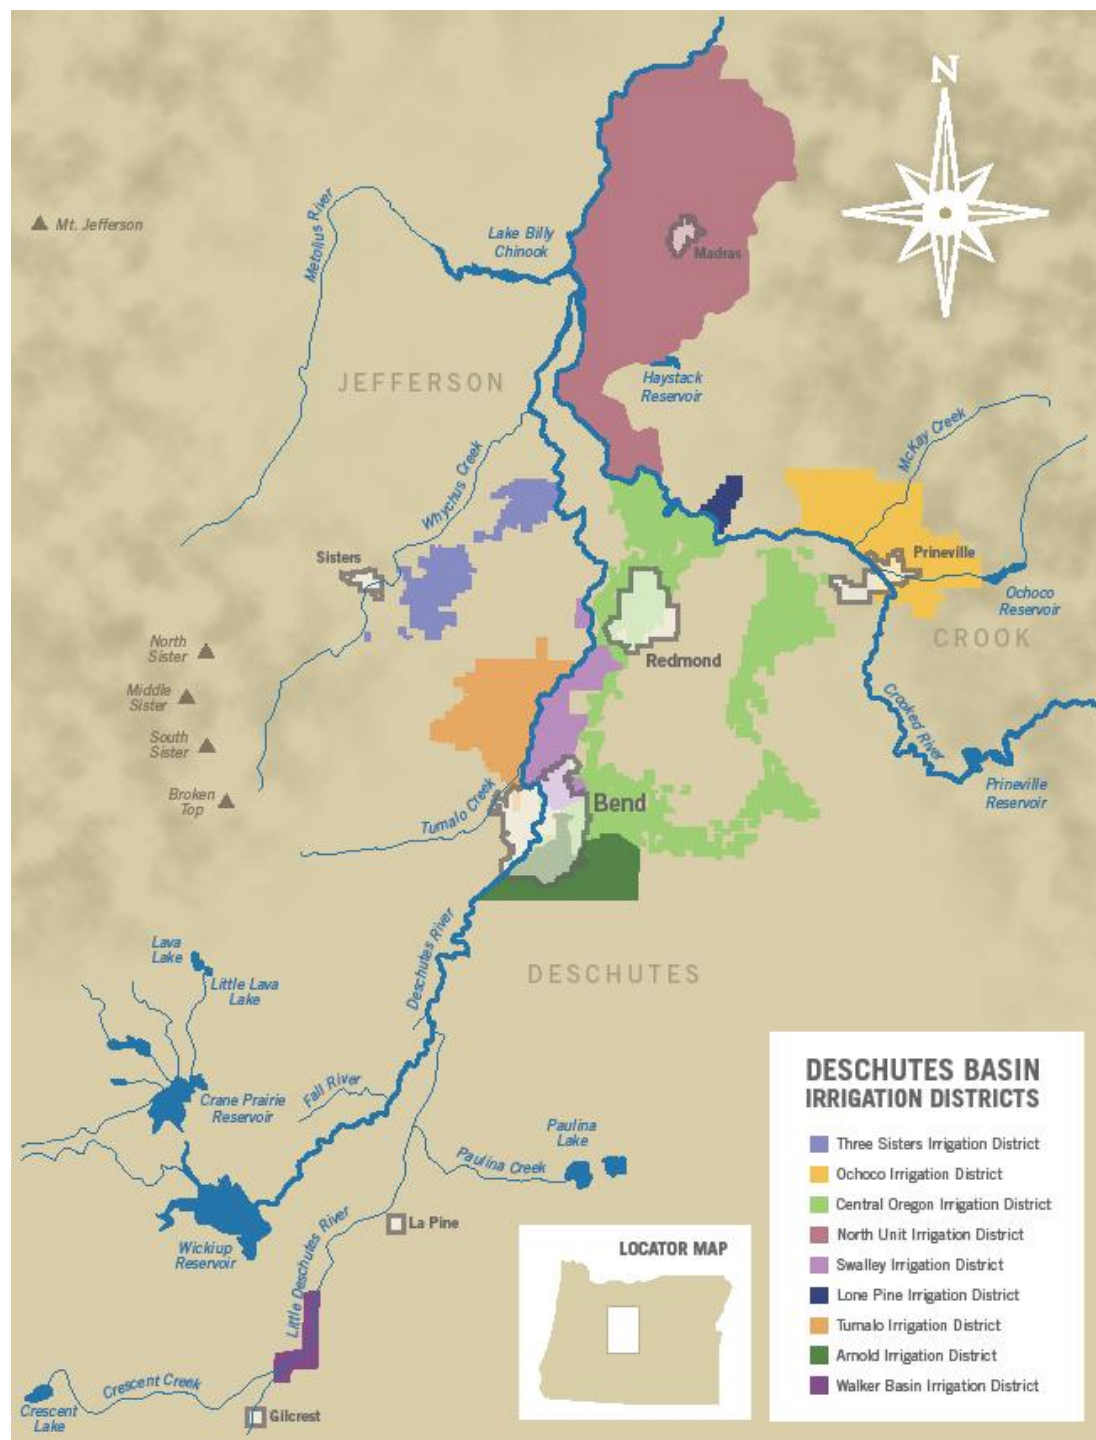 N
Mt. Jefferson
Metolius River
Lake Billy
Chinook
Madras
JEFFERSON
Haystack
Reservoir
McKay Creek
Whychus Creek
Sisters
Prineville
Ochoco
Reservoir
CROOK
North
Sister
Middle
Sister
South
Sister
Broken
Top
Redmond
Crooked River
Prineville
Reservoir
Tumalo Creek
Bend
Deschutes River
DESCHUTES
Lava
Lake
Little Lava
Lake
Crane Prairie
Reservoir
Fall River
Paulina
Lake
Paulina Creek
La Pine
Wickiup
Reservoir
Little Deschutes River
Crescent Creek
Crescent
Lake
Gilcrest
LOCATOR MAP
DESCHUTES BASIN
IRRIGATION DISTRICTS
Three Sisters Irrigation District
Ochoco Irrigation District
Central Oregon Irrigation District
North Unit Irrigation District
Swalley Irrigation District
Lone Pine Irrigation District
Tumalo Irrigation District
Arnold Irrigation District
Walker Basin Irrigation District